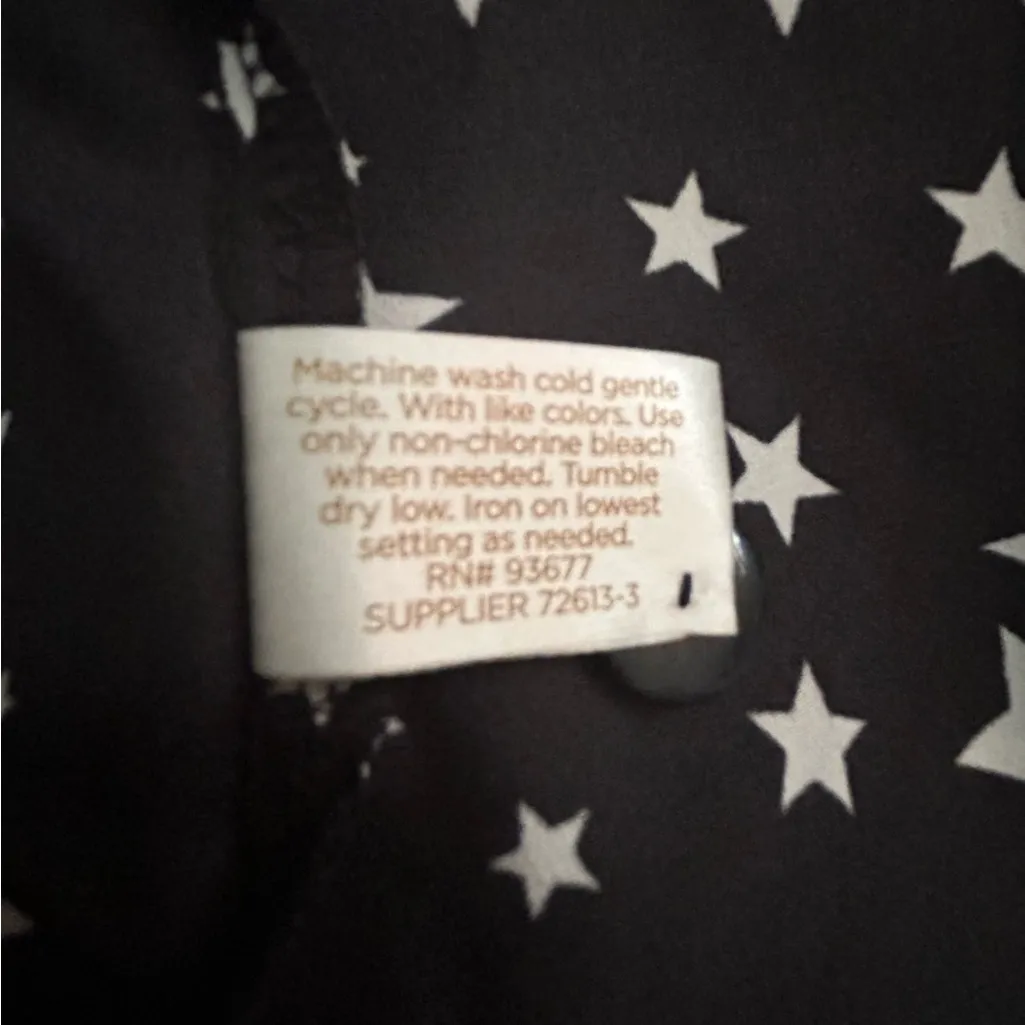 Machine wash cold gentle
cycle. With like colors. Use
only non-chlorine bleach
when needed. Tumble
dry low. Iron on lowest
setting as needed.
RN# 93677
SUPPLIER 72613-3